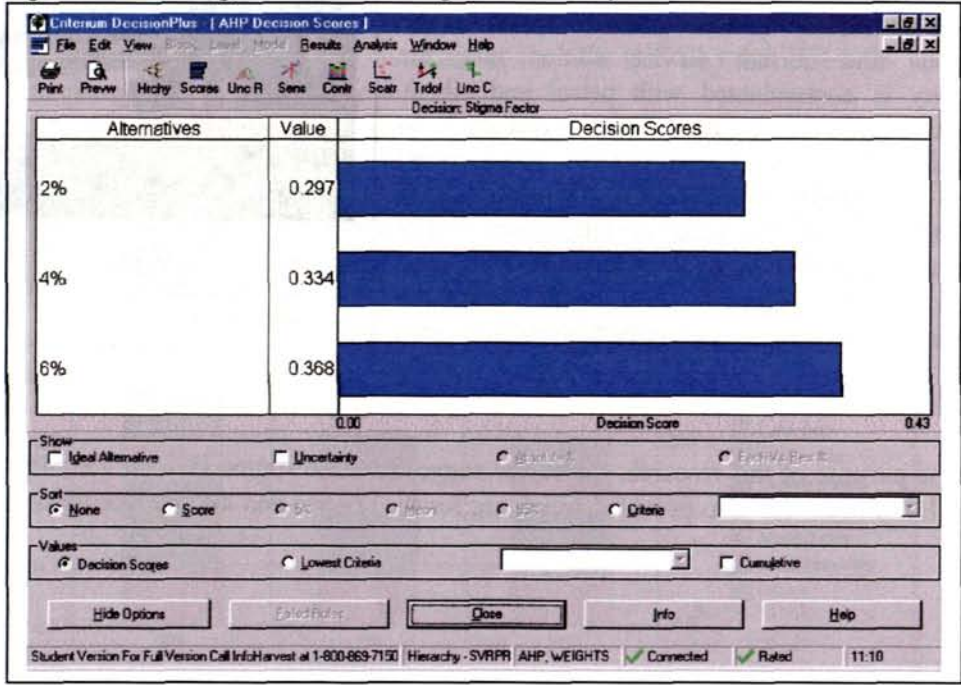 Criterium DecisionPlus - [ AHP Decision Scores ]
File Edit View Results Analysis Window Help
Print Prevw Hrchy Scores Unc R Sens Contr Scatr Trdof Unc C
Decision: Stigma Factor
Alternatives Value Decision Scores
2% 0.297
4% 0.334
6% 0.368
0.00 Decision Score 0.43
Show
Ideal Alternative Uncertainty
Sort
None Score Criteria
Values
Decision Scores Lowest Criteria Cumulative
Hide Options Failed Rules Close Info Help
Student Version For Full Version Call InfoHarvest at 1-800-869-7150 Hierarchy - SVRPR AHP, WEIGHTS Connected Rated 11:10